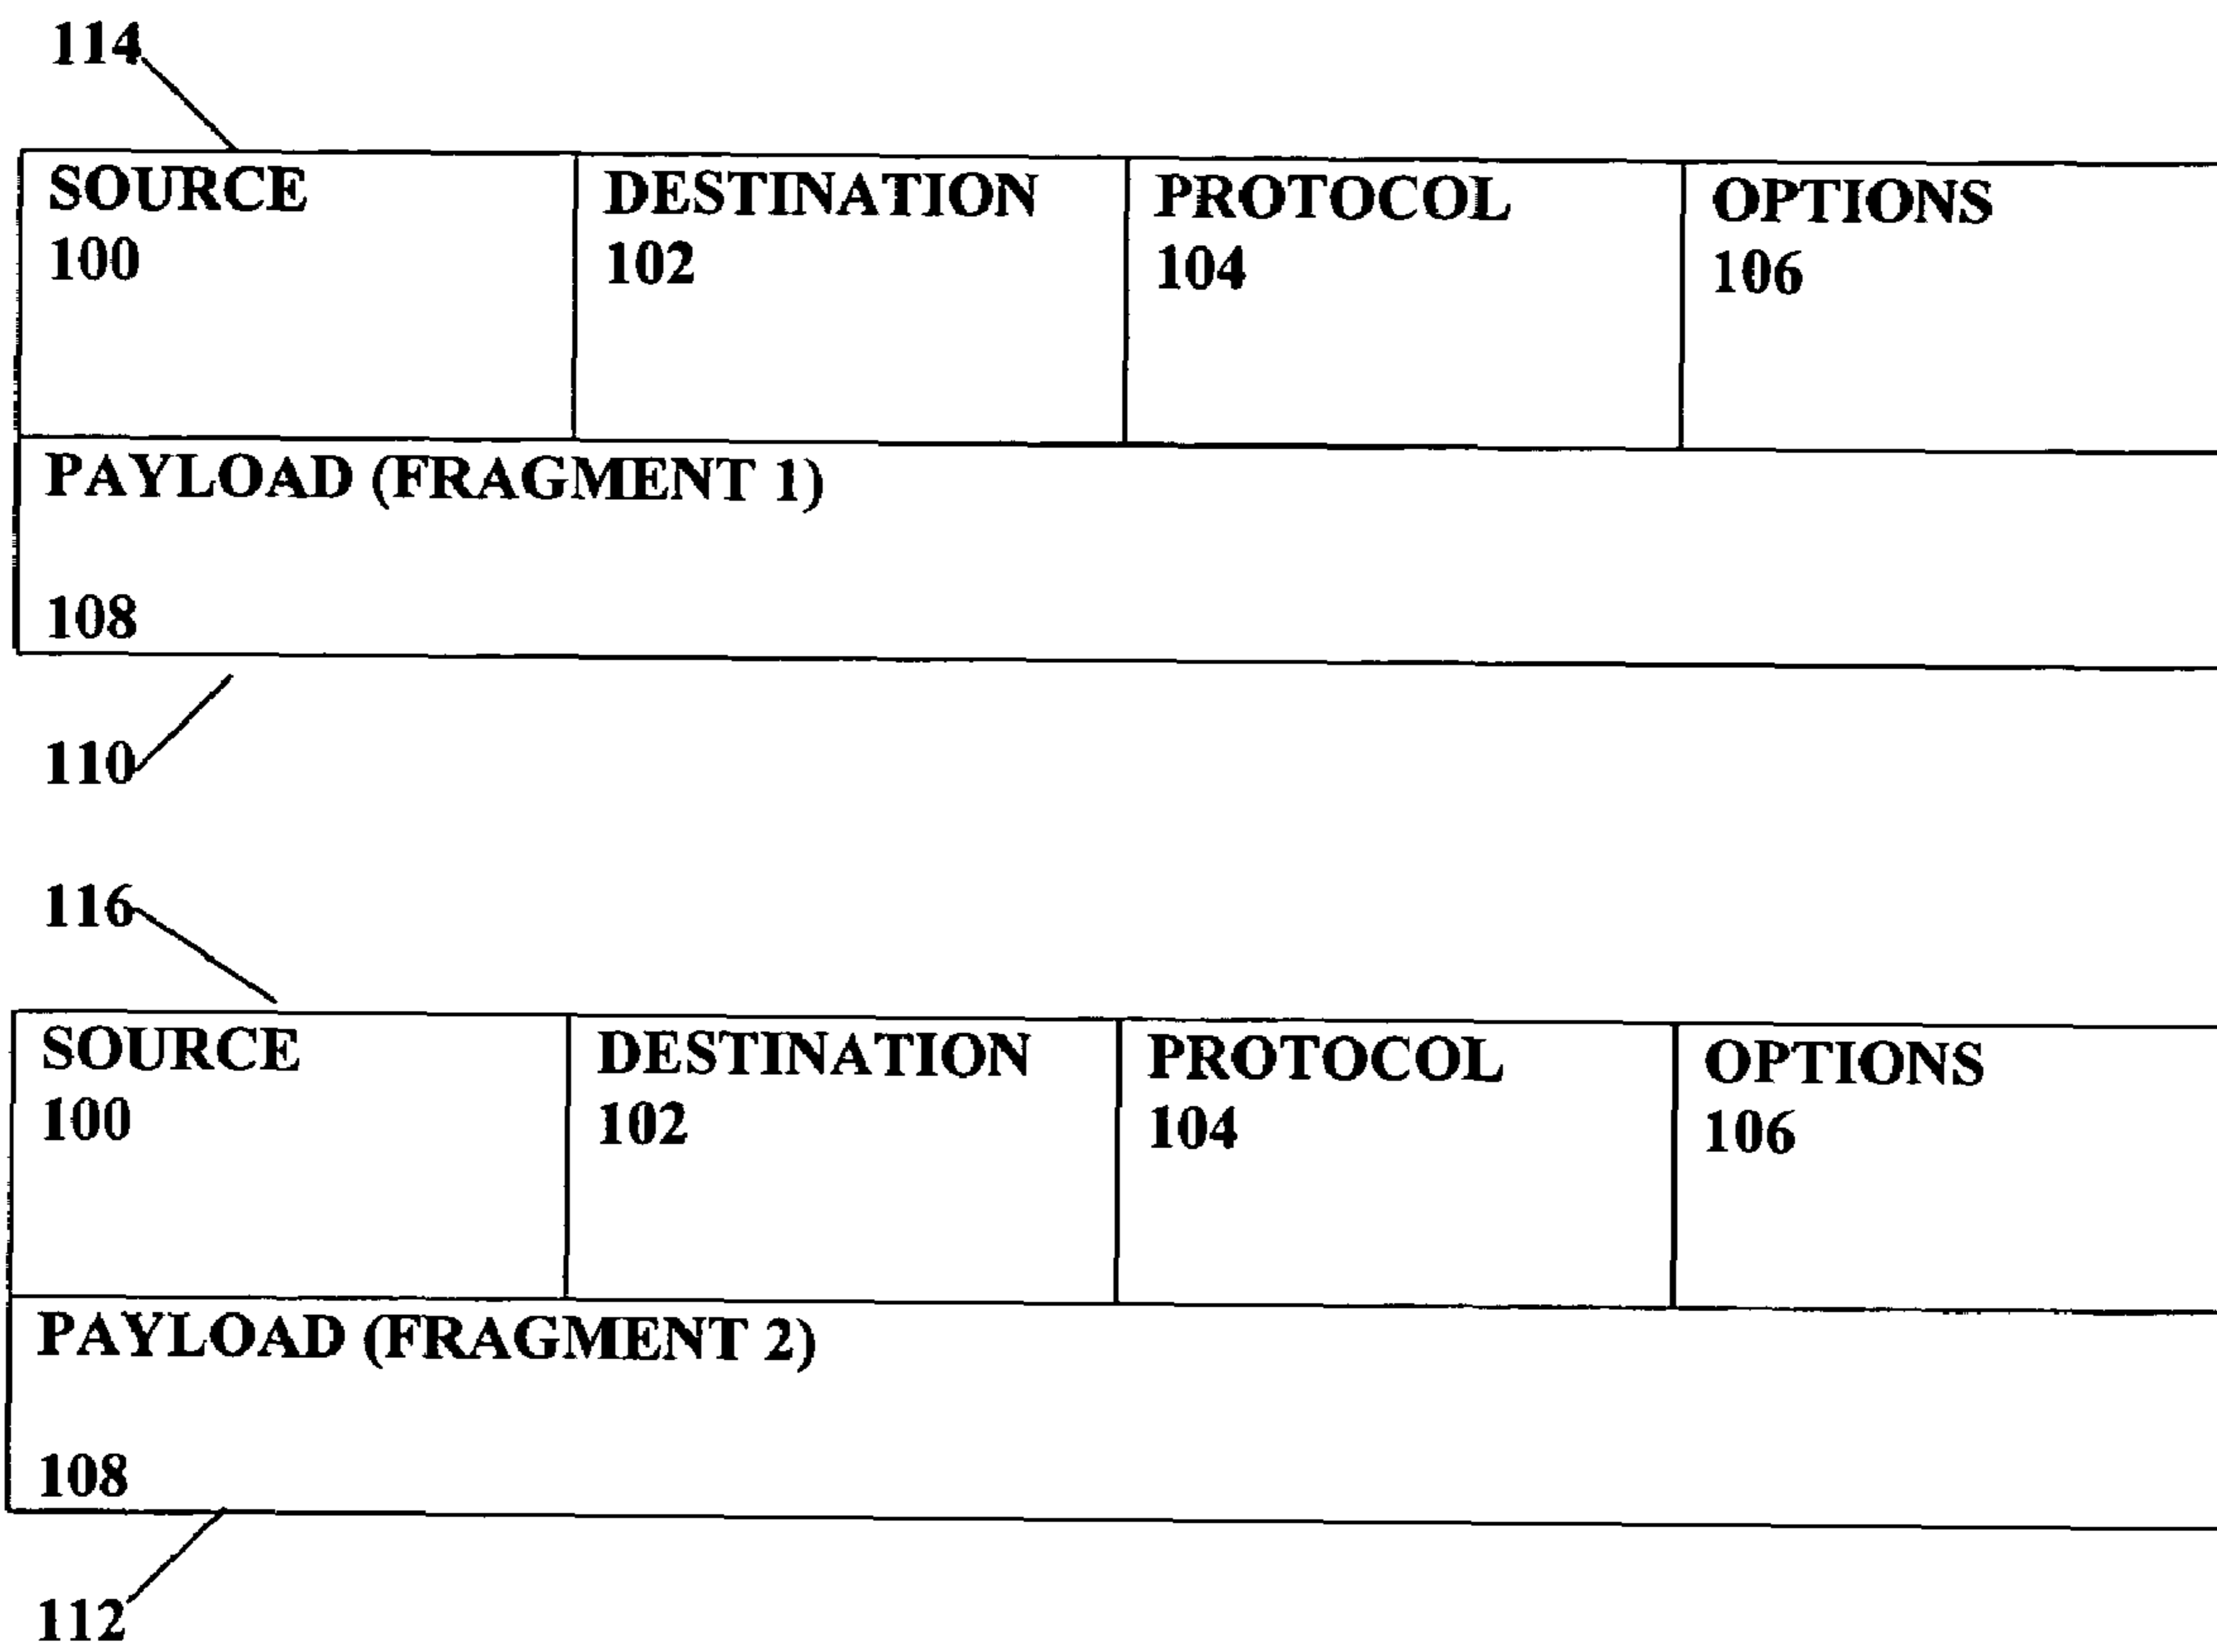 114
SOURCE DESTINATION PROTOCOL OPTIONS
100 102 104 106
PAYLOAD (FRAGMENT 1)
108
110
116
SOURCE DESTINATION PROTOCOL OPTIONS
100 102 104 106
PAYLOAD (FRAGMENT 2)
108
112